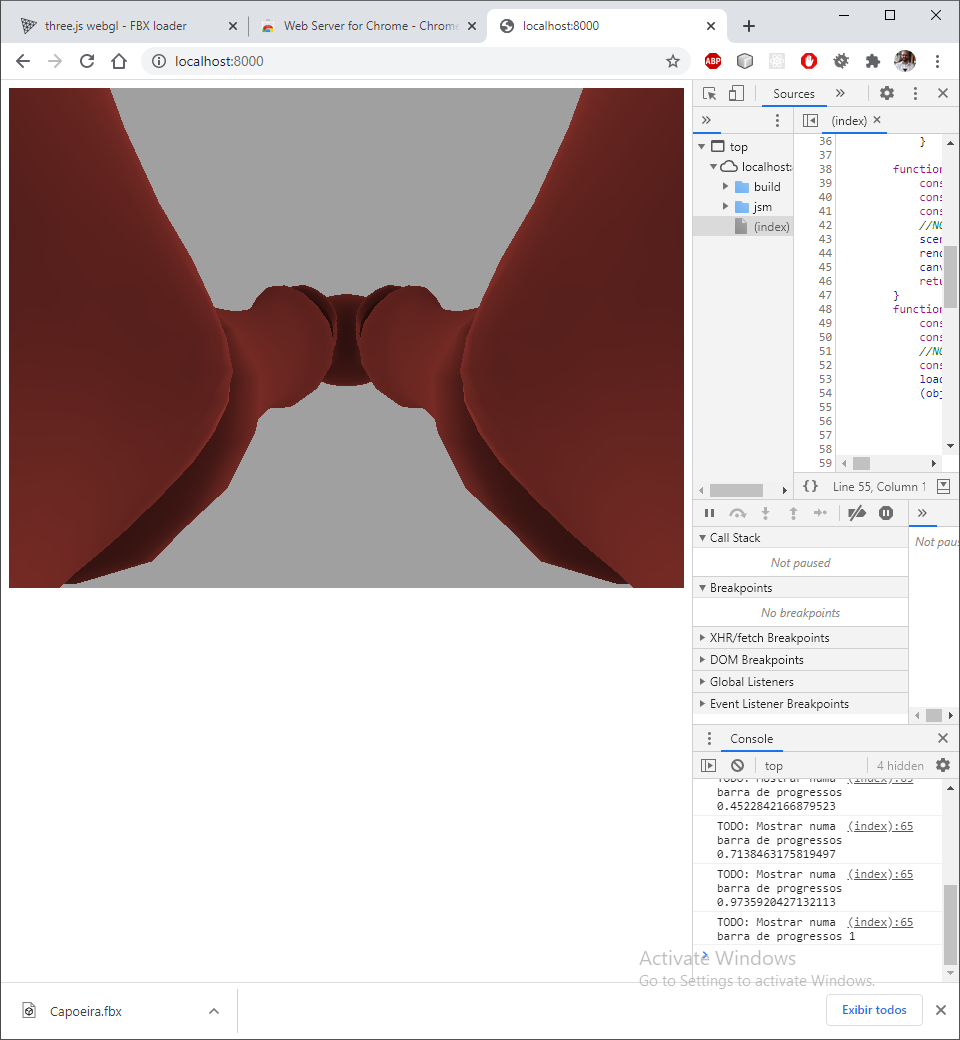 three.js webgl - FBX loader
Web Server for Chrome - Chrome
localhost:8000
localhost:8000
ABP
Sources
(index)
top
localhost:
build
jsm
(index)
36 }
37
38 function
39 cons
40 cons
41 cons
42 //NO
43 scen
44 rend
45 canv
46 retu
47 }
48 function
49 cons
50 cons
51 //NO
52 cons
53 load
54 (obj
55
56
57
58
59
{} Line 55, Column 1
Call Stack
Not paused
Not paus
Breakpoints
No breakpoints
XHR/fetch Breakpoints
DOM Breakpoints
Global Listeners
Event Listener Breakpoints
Console
top
4 hidden
TODO: Mostrar numa (index):65
barra de progressos
0.4522842166879523
TODO: Mostrar numa (index):65
barra de progressos
0.7138463175819497
TODO: Mostrar numa (index):65
barra de progressos
0.9735920427132113
TODO: Mostrar numa (index):65
barra de progressos 1
Activate Windows
Go to Settings to activate Windows.
Capoeira.fbx
Exibir todos